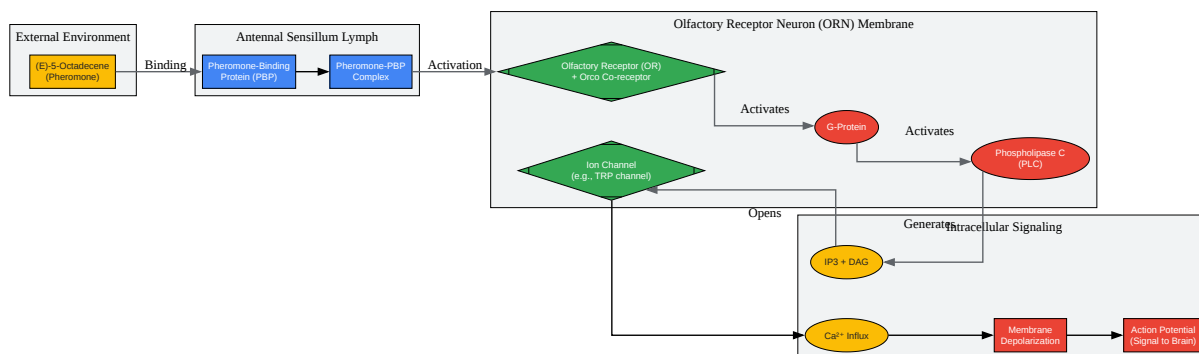 External Environment
(E)-5-Octadecene
(Pheromone)
Binding
Antennal Sensillum Lymph
Pheromone-Binding
Protein (PBP)
Pheromone-PBP
Complex
Activation
Olfactory Receptor Neuron (ORN) Membrane
Olfactory Receptor (OR)
+ Orco Co-receptor
Activates
G-Protein
Activates
Phospholipase C
(PLC)
Ion Channel
(e.g., TRP channel)
Opens
Generates
Intracellular Signaling
IP3 + DAG
Ca²⁺ Influx
Membrane
Depolarization
Action Potential
(Signal to Brain)